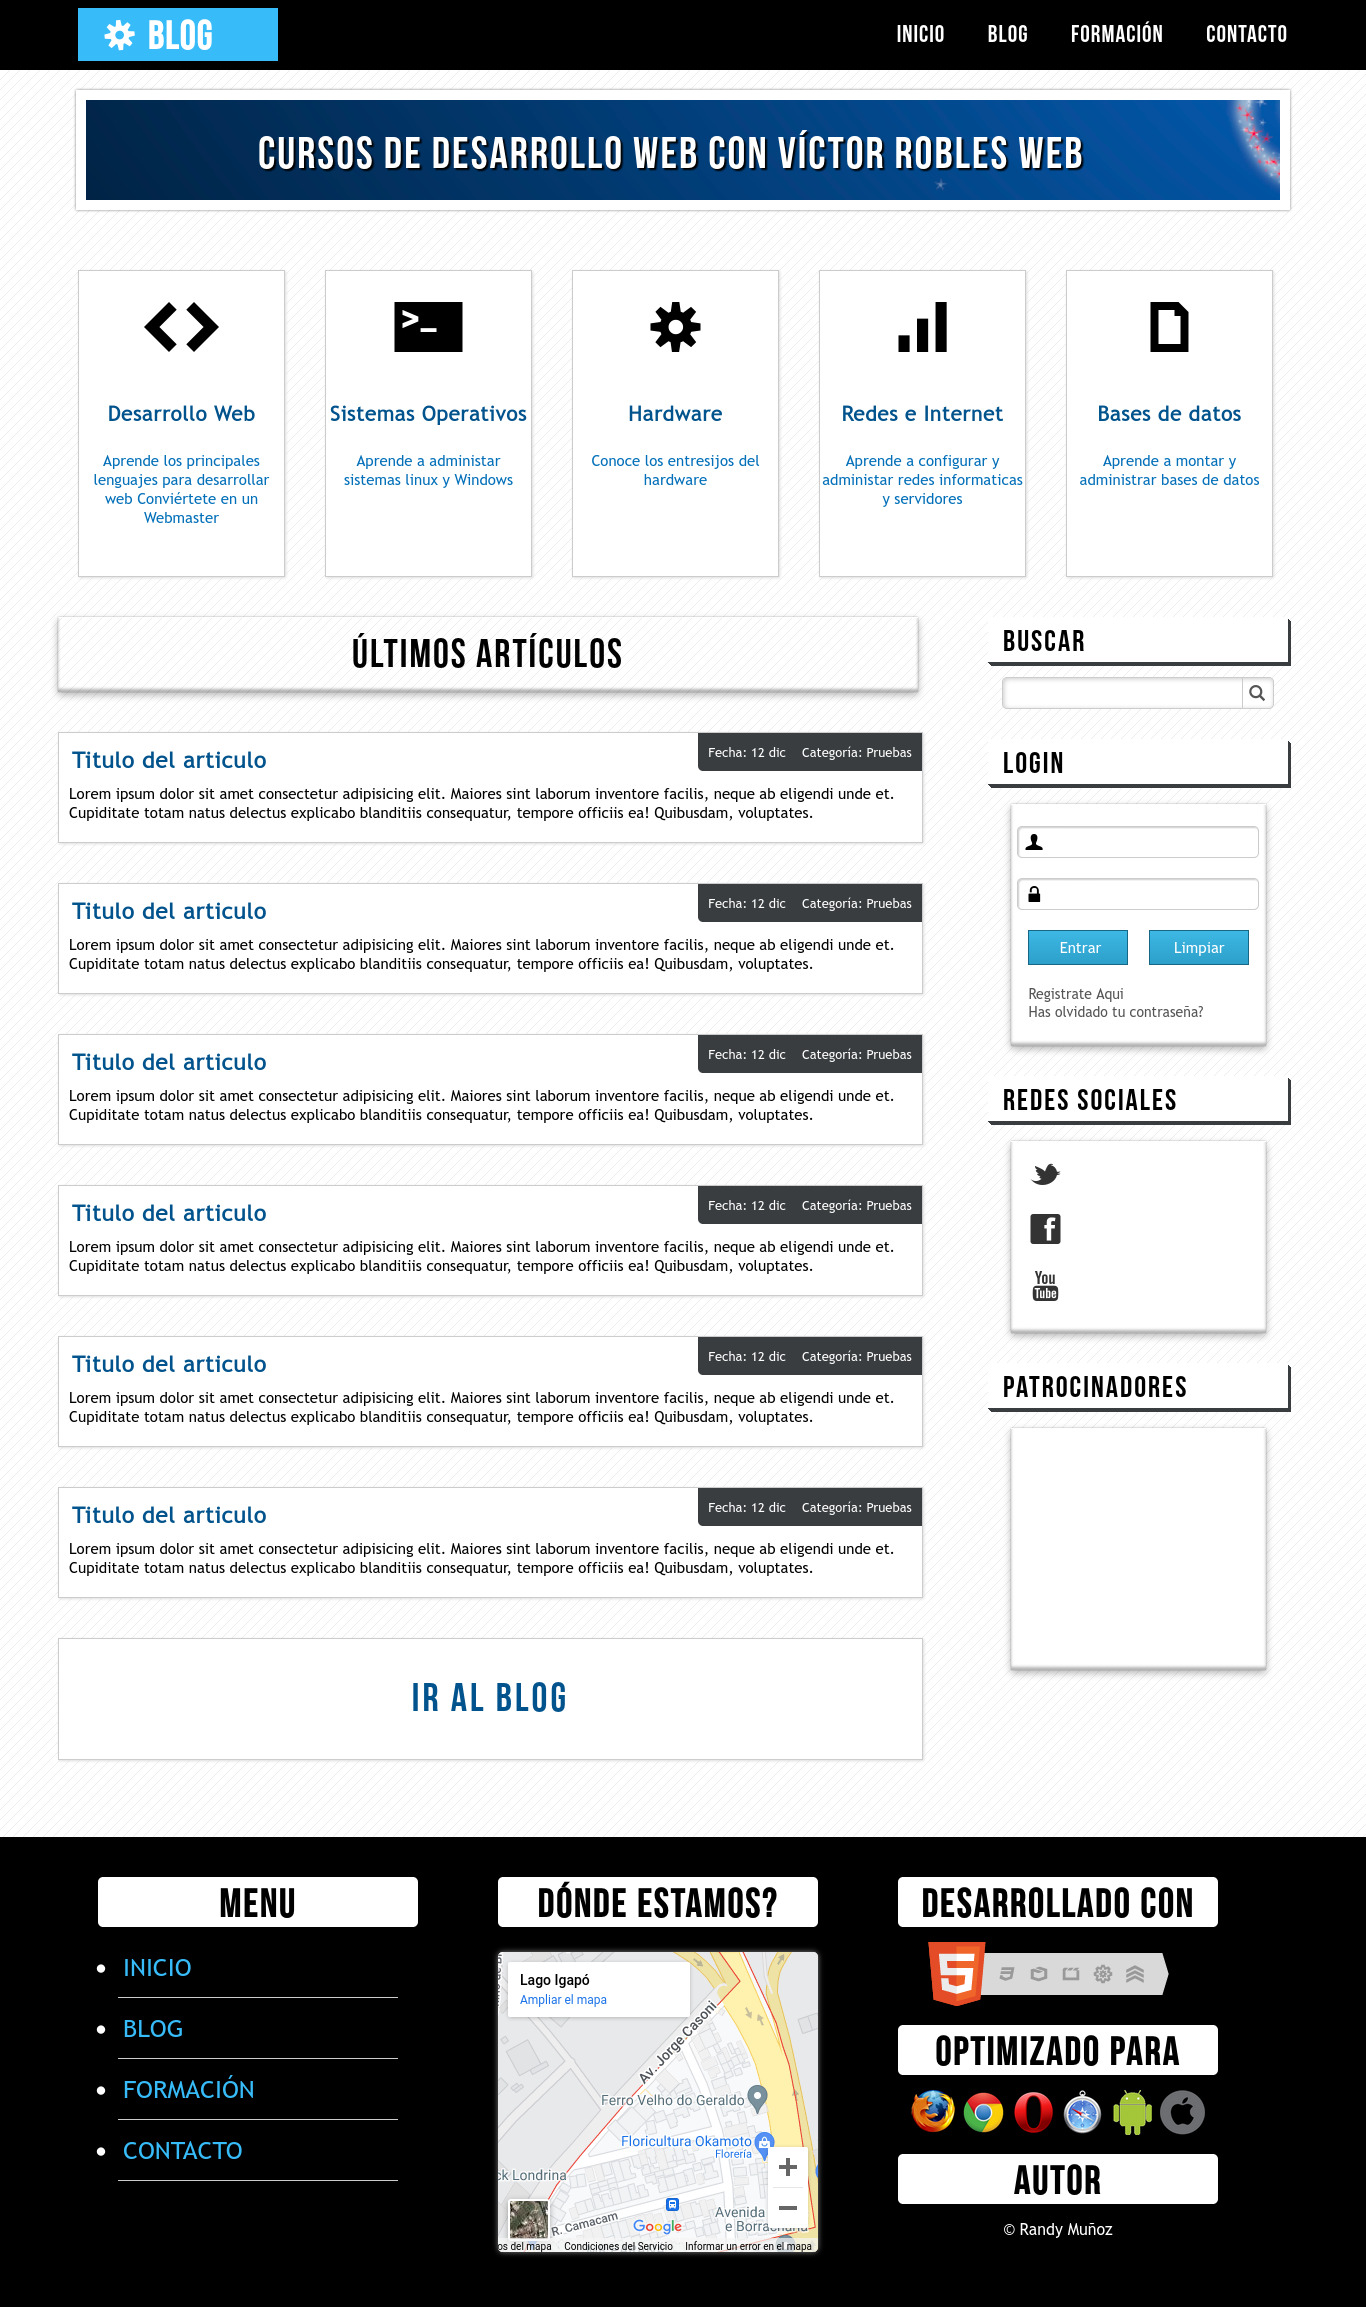 BLOG
INICIO BLOG FORMACIÓN CONTACTO
CURSOS DE DESARROLLO WEB CON VÍCTOR ROBLES WEB
>_
Desarrollo Web
Aprende los principales
lenguajes para desarrollar
web Conviértete en un
Webmaster
Sistemas Operativos
Aprende a administar
sistemas linux y Windows
Hardware
Conoce los entresijos del
hardware
Redes e Internet
Aprende a configurar y
administar redes informaticas
y servidores
Bases de datos
Aprende a montar y
administrar bases de datos
ÚLTIMOS ARTÍCULOS
Titulo del articulo
Fecha: 12 dic Categoría: Pruebas
Lorem ipsum dolor sit amet consectetur adipisicing elit. Maiores sint laborum inventore facilis, neque ab eligendi unde et.
Cupiditate totam natus delectus explicabo blanditiis consequatur, tempore officiis ea! Quibusdam, voluptates.
Titulo del articulo
Fecha: 12 dic Categoría: Pruebas
Lorem ipsum dolor sit amet consectetur adipisicing elit. Maiores sint laborum inventore facilis, neque ab eligendi unde et.
Cupiditate totam natus delectus explicabo blanditiis consequatur, tempore officiis ea! Quibusdam, voluptates.
Titulo del articulo
Fecha: 12 dic Categoría: Pruebas
Lorem ipsum dolor sit amet consectetur adipisicing elit. Maiores sint laborum inventore facilis, neque ab eligendi unde et.
Cupiditate totam natus delectus explicabo blanditiis consequatur, tempore officiis ea! Quibusdam, voluptates.
Titulo del articulo
Fecha: 12 dic Categoría: Pruebas
Lorem ipsum dolor sit amet consectetur adipisicing elit. Maiores sint laborum inventore facilis, neque ab eligendi unde et.
Cupiditate totam natus delectus explicabo blanditiis consequatur, tempore officiis ea! Quibusdam, voluptates.
Titulo del articulo
Fecha: 12 dic Categoría: Pruebas
Lorem ipsum dolor sit amet consectetur adipisicing elit. Maiores sint laborum inventore facilis, neque ab eligendi unde et.
Cupiditate totam natus delectus explicabo blanditiis consequatur, tempore officiis ea! Quibusdam, voluptates.
Titulo del articulo
Fecha: 12 dic Categoría: Pruebas
Lorem ipsum dolor sit amet consectetur adipisicing elit. Maiores sint laborum inventore facilis, neque ab eligendi unde et.
Cupiditate totam natus delectus explicabo blanditiis consequatur, tempore officiis ea! Quibusdam, voluptates.
IR AL BLOG
BUSCAR
LOGIN
Entrar Limpiar
Registrate Aqui
Has olvidado tu contraseña?
REDES SOCIALES
You
Tube
PATROCINADORES
MENU
INICIO
BLOG
FORMACIÓN
CONTACTO
DÓNDE ESTAMOS?
Lago Igapó
Ampliar el mapa
Av. Jorge Casoni
Ferro Velho do Geraldo
Floricultura Okamoto
Florería
ck Londrina
Avenida
e Borracharia
R. Camacam
Google
os del mapa Condiciones del Servicio Informar un error en el mapa
DESARROLLADO CON
5
OPTIMIZADO PARA
AUTOR
© Randy Muñoz